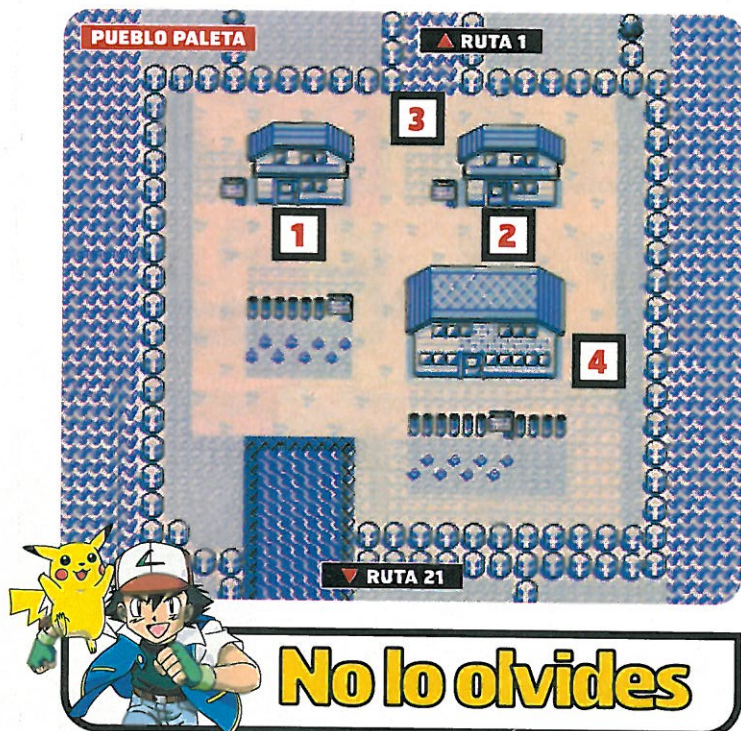 PUEBLO PALETA
▲ RUTA 1
3
1
2
4
▼ RUTA 21
No lo olvides